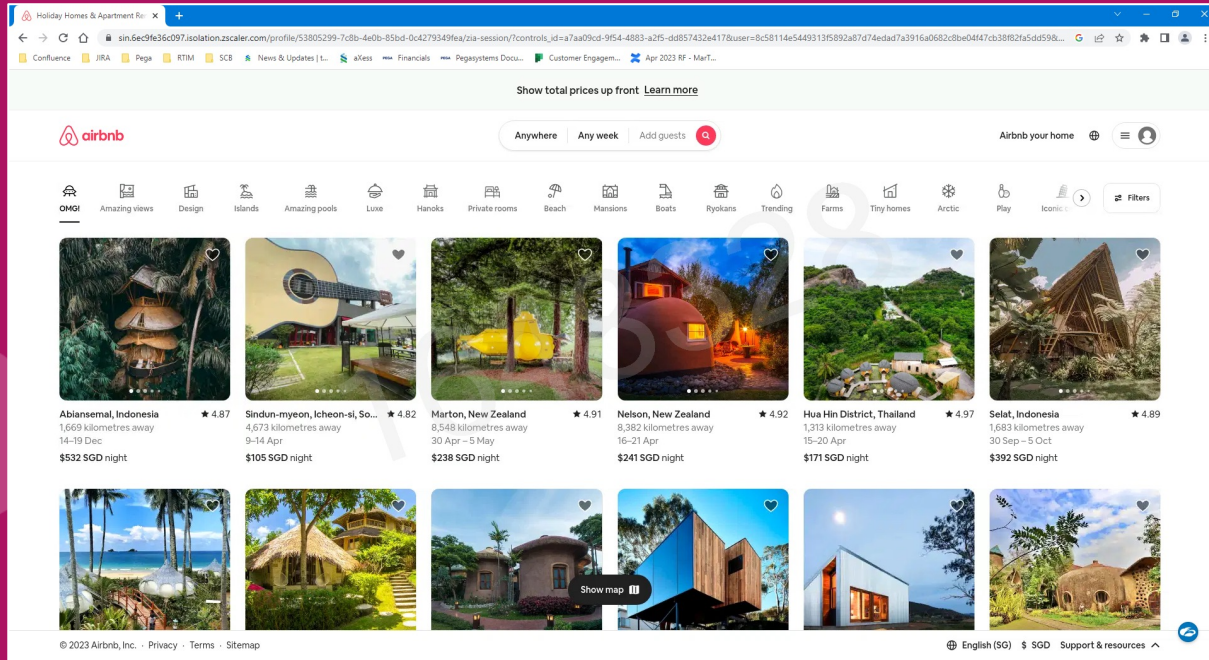 Holiday Homes & Apartment Ren
sin.6ec9fe36c097.isolation.zscaler.com/profile/53805299-7c8b-4e0b-85bd-0c4279349fea/zia-session/?controls_id=a7aa09cd-9f54-4883-a2f5-dd857432e417&user=8c58114e5449313f5892a87d74edad7a3916a0682c8be04f47cb38f82fa5dd59&...
Confluence JIRA Pega RTIM SCB News & Updates | t... aXess Financials Pegasystems Docu... Customer Engagem... Apr 2023 RF - MarT...
Show total prices up front Learn more
airbnb Anywhere Any week Add guests Airbnb your home
OMG! Amazing views Design Islands Amazing pools Luxe Hanoks Private rooms Beach Mansions Boats Ryokans Trending Farms Tiny homes Arctic Play Iconic Filters
Abiansemal, Indonesia ★ 4.87 Sindun-myeon, Icheon-si, So... ★ 4.82 Marton, New Zealand ★ 4.91 Nelson, New Zealand ★ 4.92 Hua Hin District, Thailand ★ 4.97 Selat, Indonesia ★ 4.89
1,669 kilometres away 4,673 kilometres away 8,548 kilometres away 8,382 kilometres away 1,313 kilometres away 1,683 kilometres away
14–19 Dec 9–14 Apr 30 Apr – 5 May 16–21 Apr 15–20 Apr 30 Sep – 5 Oct
$532 SGD night $105 SGD night $238 SGD night $241 SGD night $171 SGD night $392 SGD night
Show map
© 2023 Airbnb, Inc. · Privacy · Terms · Sitemap English (SG) $ SGD Support & resources